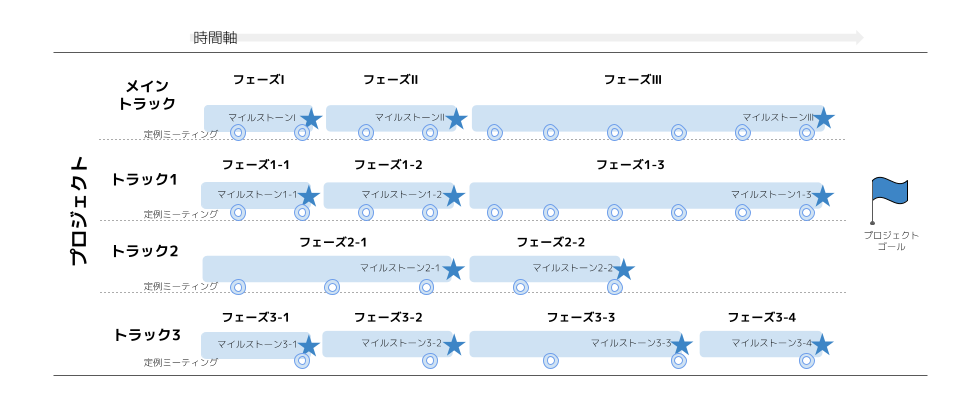 時間軸
プロジェクト
メイン
トラック
フェーズI
フェーズII
フェーズIII
マイルストーンI
マイルストーンII
マイルストーンIII
定例ミーティング
トラック1
フェーズ1-1
フェーズ1-2
フェーズ1-3
マイルストーン1-1
マイルストーン1-2
マイルストーン1-3
定例ミーティング
トラック2
フェーズ2-1
フェーズ2-2
マイルストーン2-1
マイルストーン2-2
定例ミーティング
トラック3
フェーズ3-1
フェーズ3-2
フェーズ3-3
フェーズ3-4
マイルストーン3-1
マイルストーン3-2
マイルストーン3-3
マイルストーン3-4
定例ミーティング
プロジェクト
ゴール